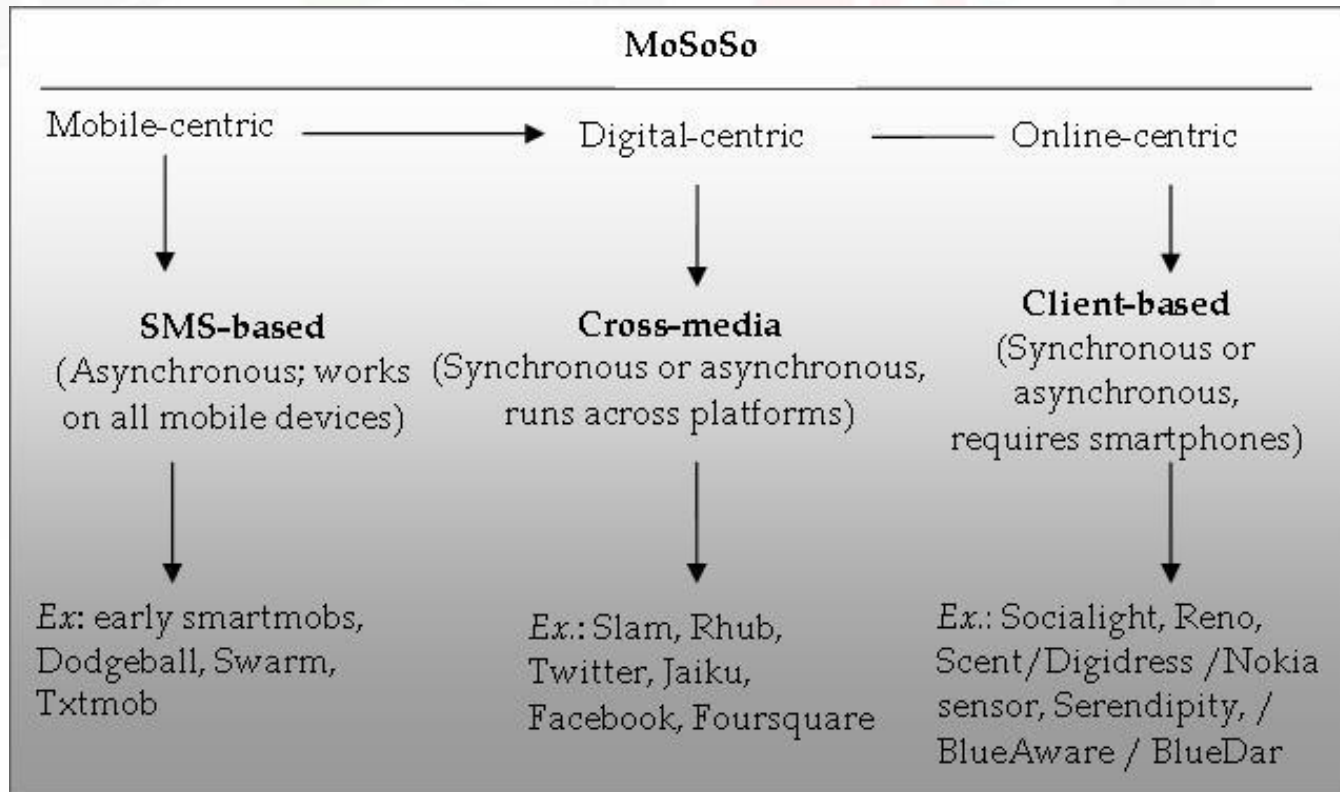 MoSoSo
Mobile-centric
Digital-centric
Online-centric
SMS-based
(Asynchronous; works
on all mobile devices)
Cross-media
(Synchronous or asynchronous,
runs across platforms)
Client-based
(Synchronous or
asynchronous,
requires smartphones)
Ex: early smartmobs,
Dodgeball, Swarm,
Txtmob
Ex.: Slam, Rhub,
Twitter, Jaiku,
Facebook, Foursquare
Ex.: Socialight, Reno,
Scent/Digidress /Nokia
sensor, Serendipity, /
BlueAware / BlueDar